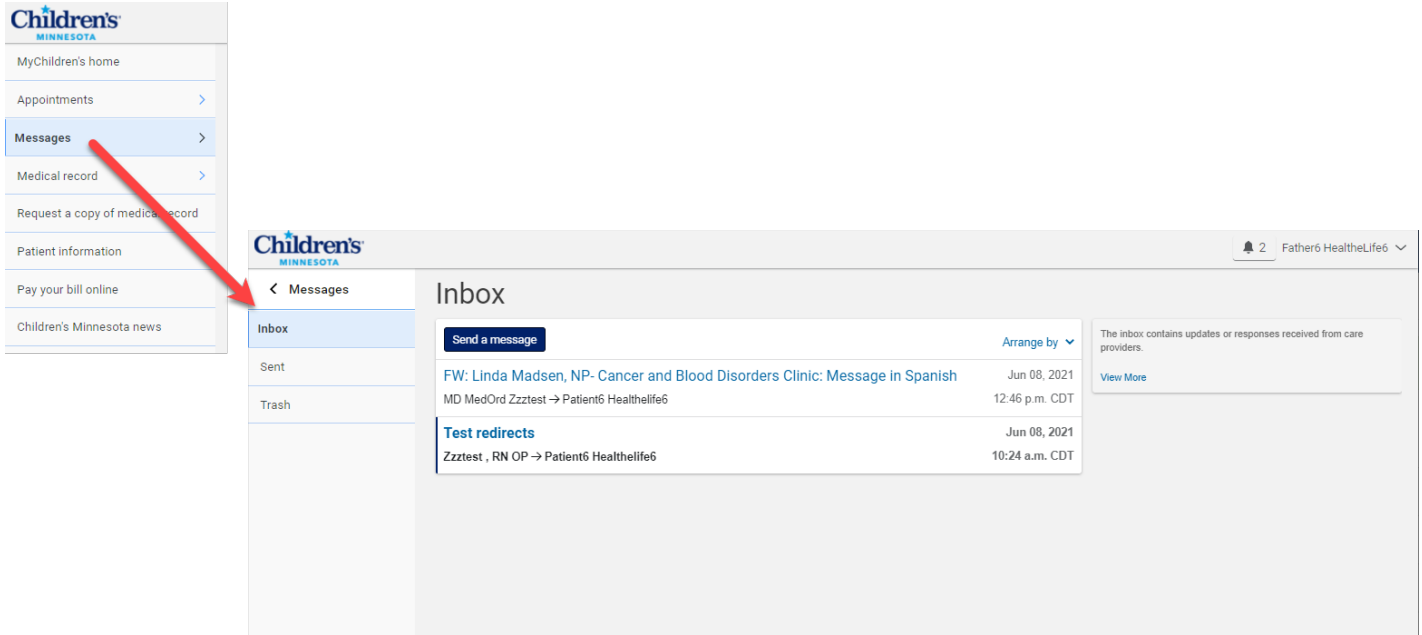 Children's
MINNESOTA
MyChildren's home
Appointments
Messages
Medical record
Request a copy of medical record
Patient information
Pay your bill online
Children's Minnesota news
Children's
MINNESOTA
2 Father6 HealtheLife6
Messages
Inbox
Sent
Trash
Inbox
Send a message
Arrange by
FW: Linda Madsen, NP- Cancer and Blood Disorders Clinic: Message in Spanish Jun 08, 2021
MD MedOrd Zzztest → Patient6 Healthelife6 12:46 p.m. CDT
Test redirects Jun 08, 2021
Zzztest , RN OP → Patient6 Healthelife6 10:24 a.m. CDT
The inbox contains updates or responses received from care
providers.
View More